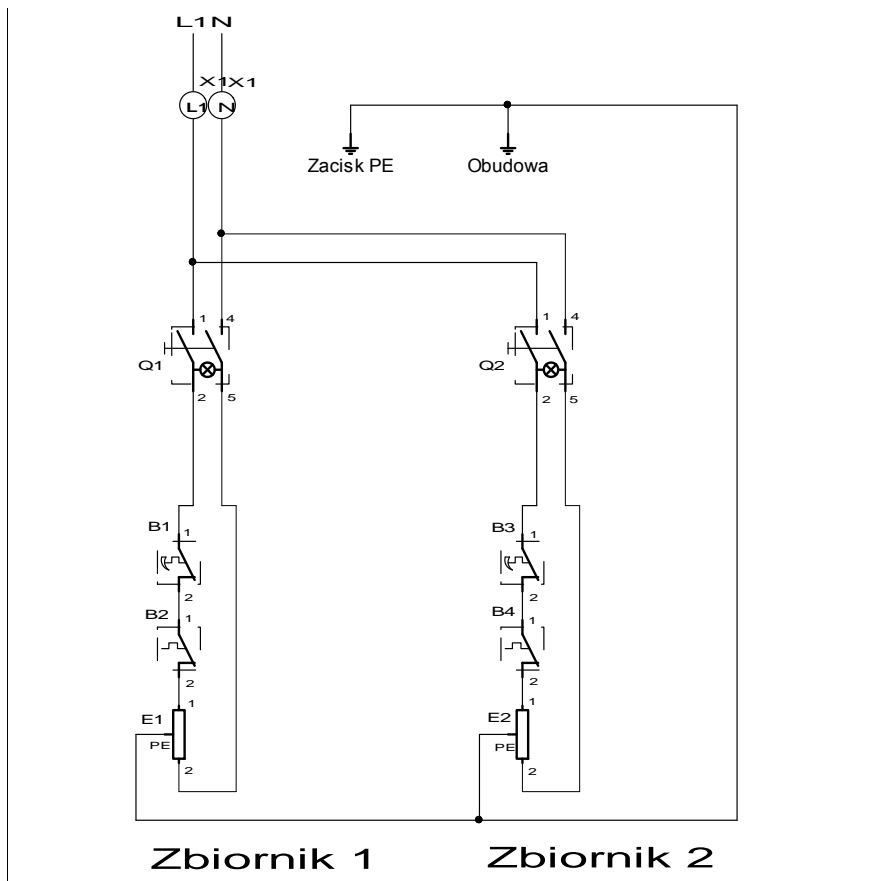 L1 N
X1 X1
L1 N
Zacisk PE
Obudowa
1 4
Q1
2 5
1 4
Q2
2 5
B1
1
2
B3
1
2
B2
1
2
B4
1
2
E1
1
PE
2
E2
1
PE
2
Zbiornik 1
Zbiornik 2